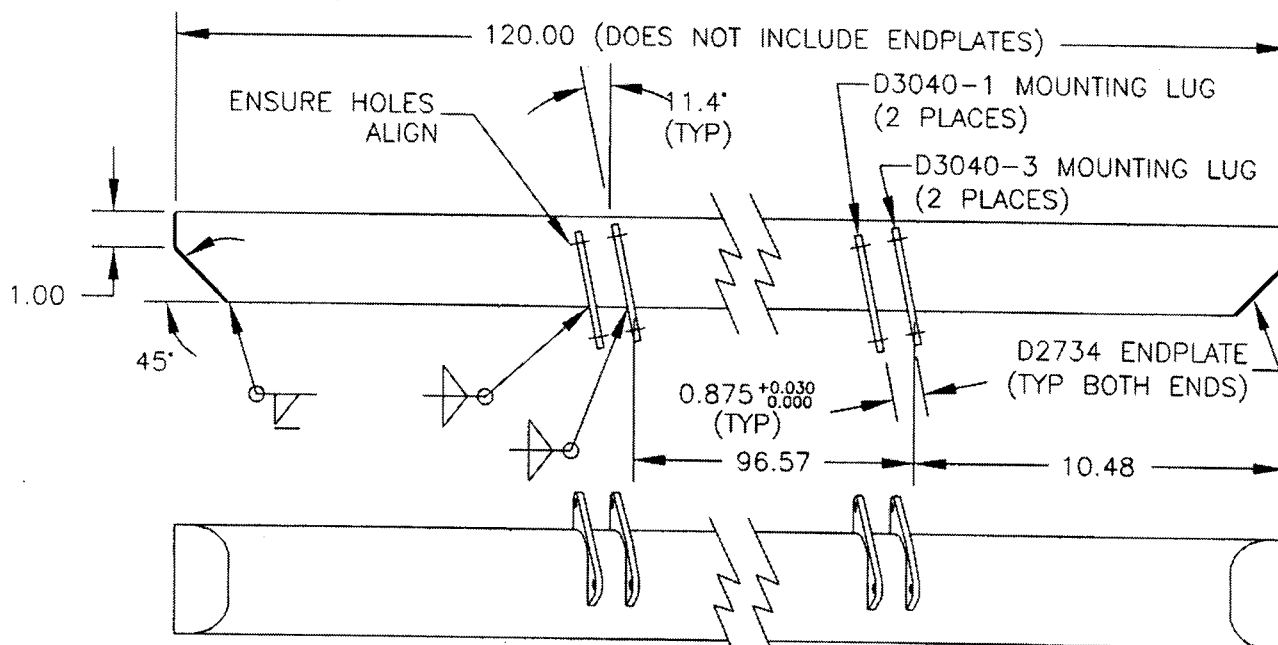 120.00 (DOES NOT INCLUDE ENDPLATES)
ENSURE HOLES
ALIGN
11.4°
(TYP)
D3040-1 MOUNTING LUG
(2 PLACES)
D3040-3 MOUNTING LUG
(2 PLACES)
1.00
45°
0.875 +0.030
0.000
(TYP)
D2734 ENDPLATE
(TYP BOTH ENDS)
96.57
10.48